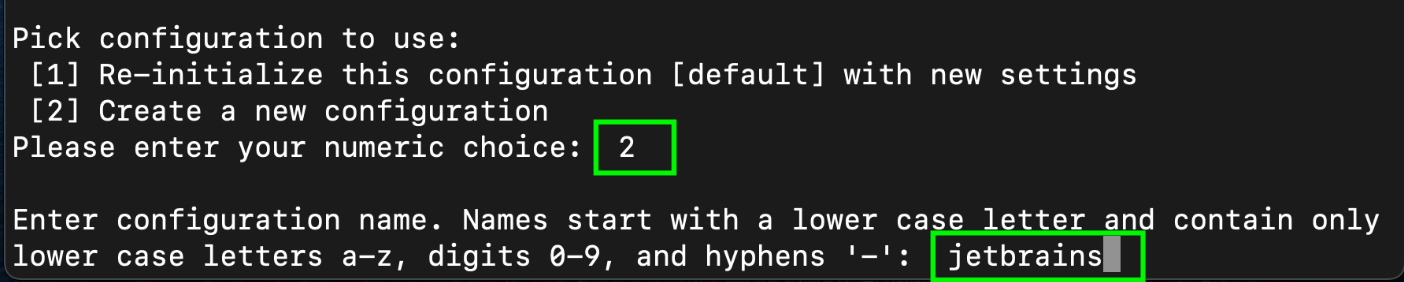 Pick configuration to use:
[1] Re-initialize this configuration [default] with new settings
[2] Create a new configuration
Please enter your numeric choice: 2
Enter configuration name. Names start with a lower case letter and contain only
lower case letters a-z, digits 0-9, and hyphens '-': jetbrains